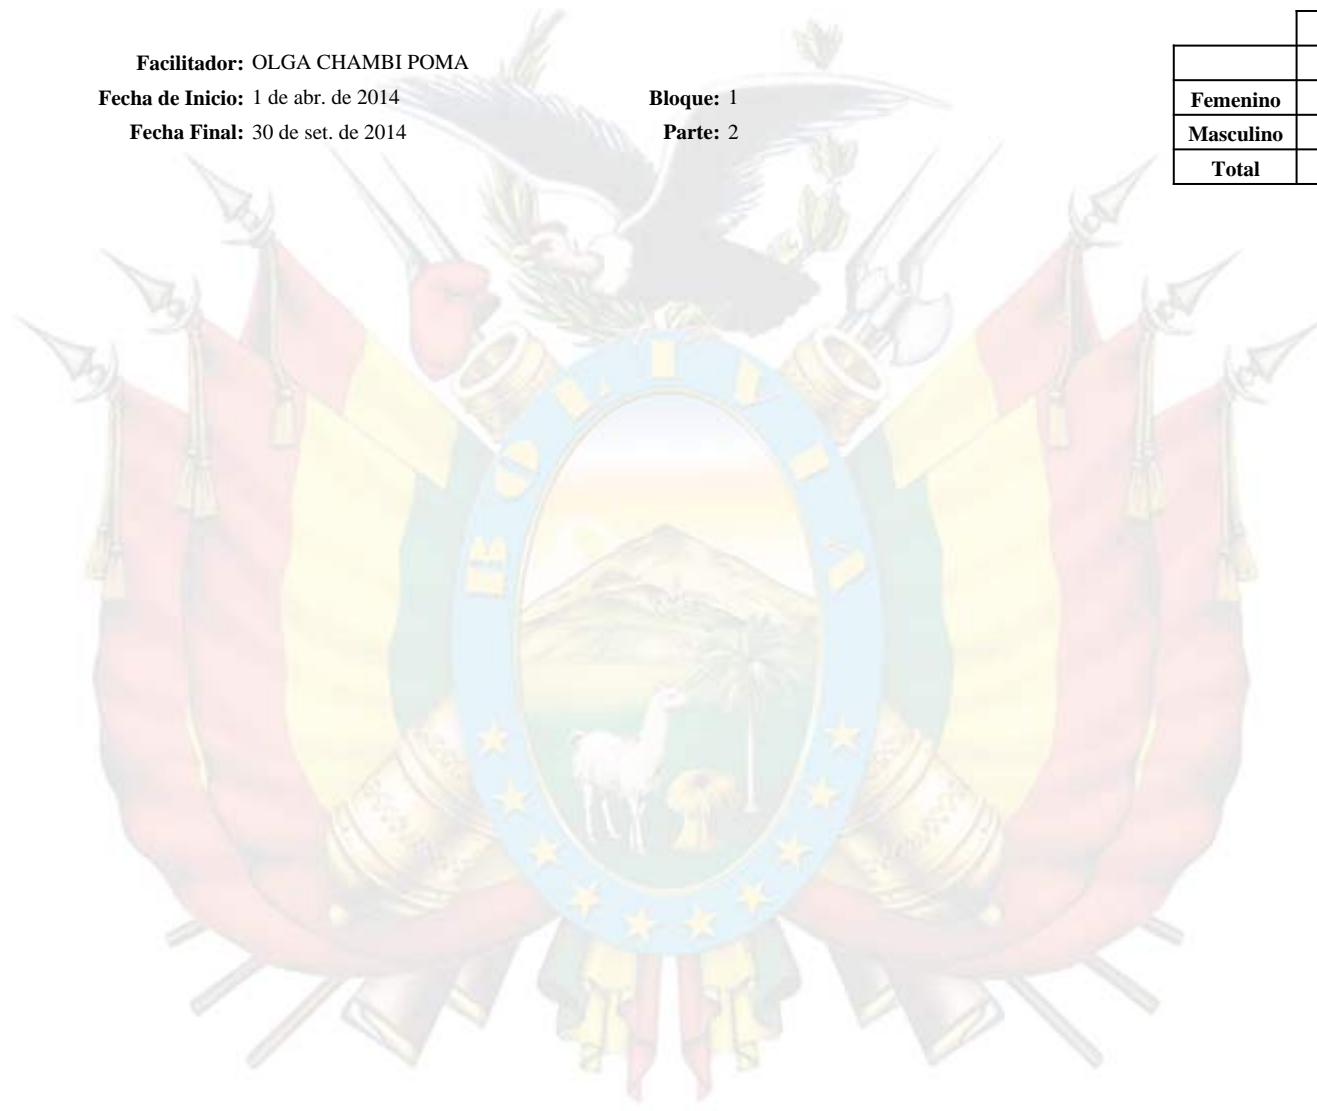 Facilitador: OLGA CHAMBI POMA
Fecha de Inicio: 1 de abr. de 2014 Bloque: 1
Fecha Final: 30 de set. de 2014 Parte: 2
Femenino
Masculino
Total
BOLIVIA